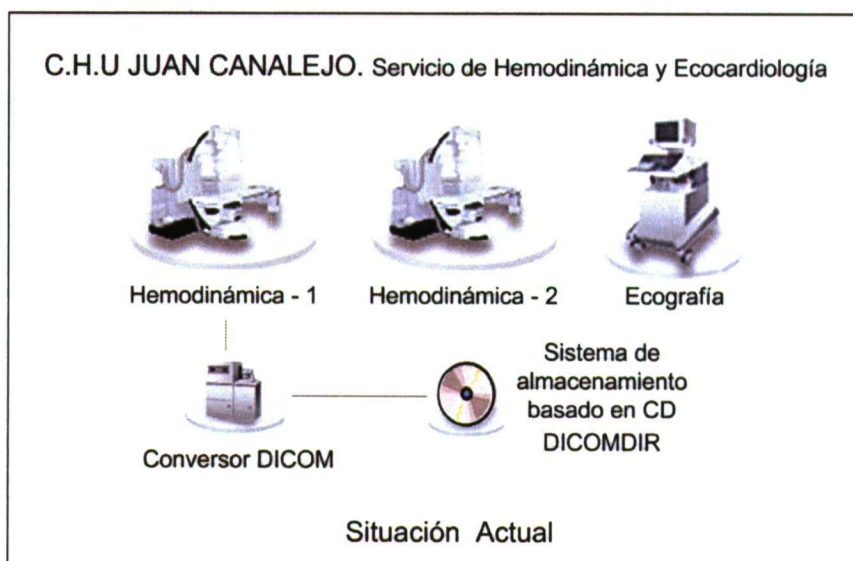 C.H.U JUAN CANALEJO. Servicio de Hemodinámica y Ecocardiología
Hemodinámica - 1
Hemodinámica - 2
Ecografía
Conversor DICOM
Sistema de
almacenamiento
basado en CD
DICOMDIR
Situación Actual